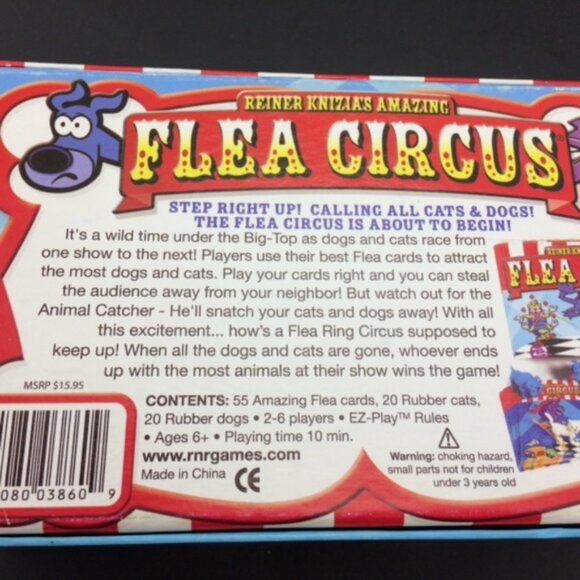 REINER KNIZIA'S AMAZING
FLEA CIRCUS
STEP RIGHT UP! CALLING ALL CATS & DOGS!
THE FLEA CIRCUS IS ABOUT TO BEGIN!
It's a wild time under the Big-Top as dogs and cats race from
one show to the next! Players use their best Flea cards to attract
the most dogs and cats. Play your cards right and you can steal
the audience away from your neighbor! But watch out for the
Animal Catcher - He'll snatch your cats and dogs away! With all
this excitement... how's a Flea Ring Circus supposed to
keep up! When all the dogs and cats are gone, whoever ends
up with the most animals at their show wins the game!
MSRP $15.95
CONTENTS: 55 Amazing Flea cards, 20 Rubber cats,
20 Rubber dogs • 2-6 players • EZ-Play™ Rules
• Ages 6+ • Playing time 10 min.
www.rnrgames.com
Made in China CE
Warning: choking hazard,
small parts not for children
under 3 years old
08003860 9
REINER KNIZIA'S
FLEA
CIRCUS